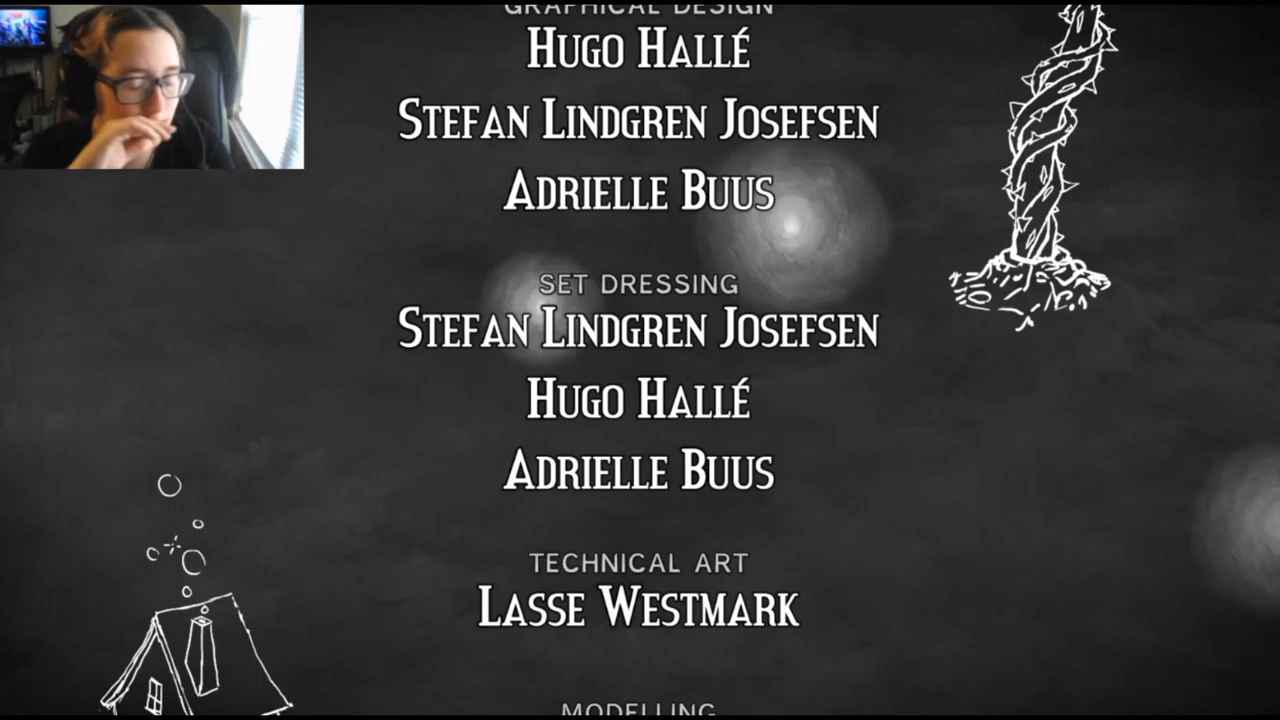 GRAPHICAL DESIGN
HUGO HALLÉ
STEFAN LINDGREN JOSEFSEN
ADRIELLE BUUS
SET DRESSING
STEFAN LINDGREN JOSEFSEN
HUGO HALLÉ
ADRIELLE BUUS
TECHNICAL ART
LASSE WESTMARK
MODELLING